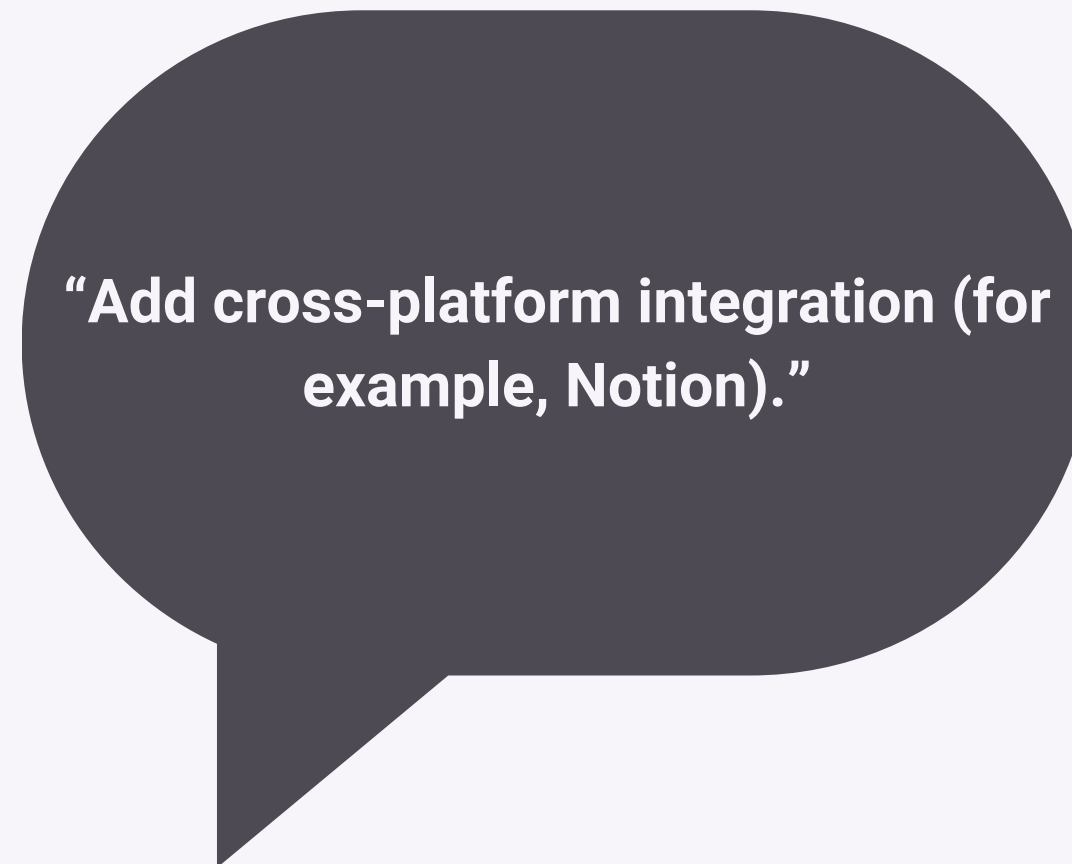 “Add cross-platform integration (for
example, Notion).”